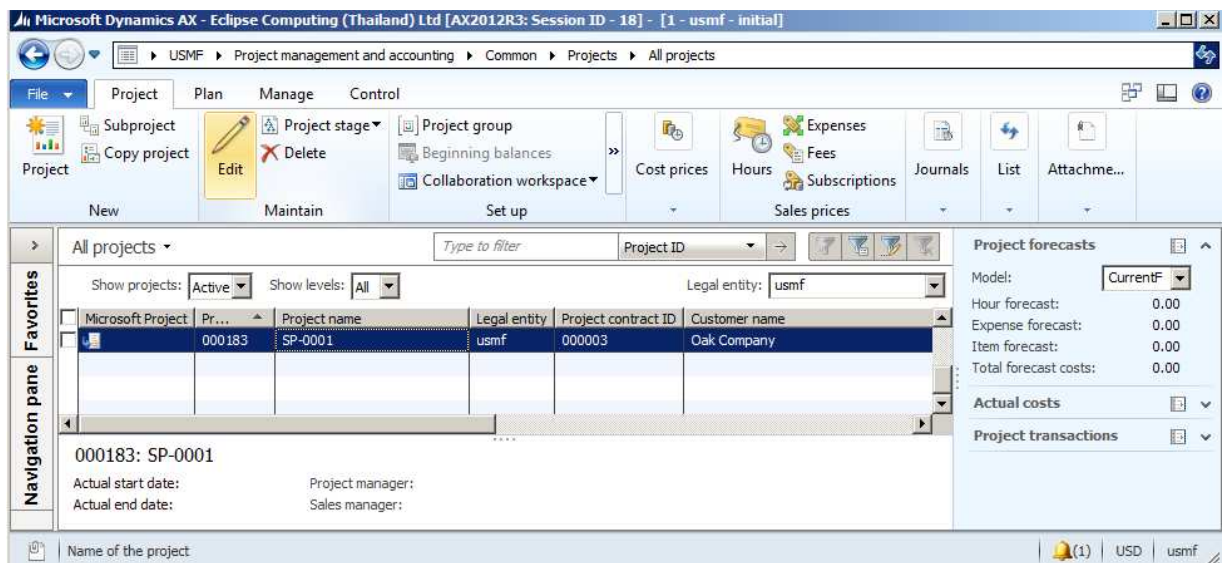 Microsoft Dynamics AX - Eclipse Computing (Thailand) Ltd [AX2012R3: Session ID - 18] - [1 - usmf - initial]
USMF ▸ Project management and accounting ▸ Common ▸ Projects ▸ All projects
File Project Plan Manage Control
Project
Subproject
Copy project
New
Edit
Project stage
Delete
Maintain
Project group
Beginning balances
Collaboration workspace
Set up
»
Cost prices
Hours
Expenses
Fees
Subscriptions
Sales prices
Journals
List
Attachme...
Favorites
Navigation pane
All projects Type to filter Project ID
Show projects: Active Show levels: All Legal entity: usmf
Microsoft Project Pr... Project name Legal entity Project contract ID Customer name
000183 SP-0001 usmf 000003 Oak Company
000183: SP-0001
Actual start date: Project manager:
Actual end date: Sales manager:
Project forecasts
Model: CurrentF
Hour forecast: 0.00
Expense forecast: 0.00
Item forecast: 0.00
Total forecast costs: 0.00
Actual costs
Project transactions
Name of the project (1) USD usmf